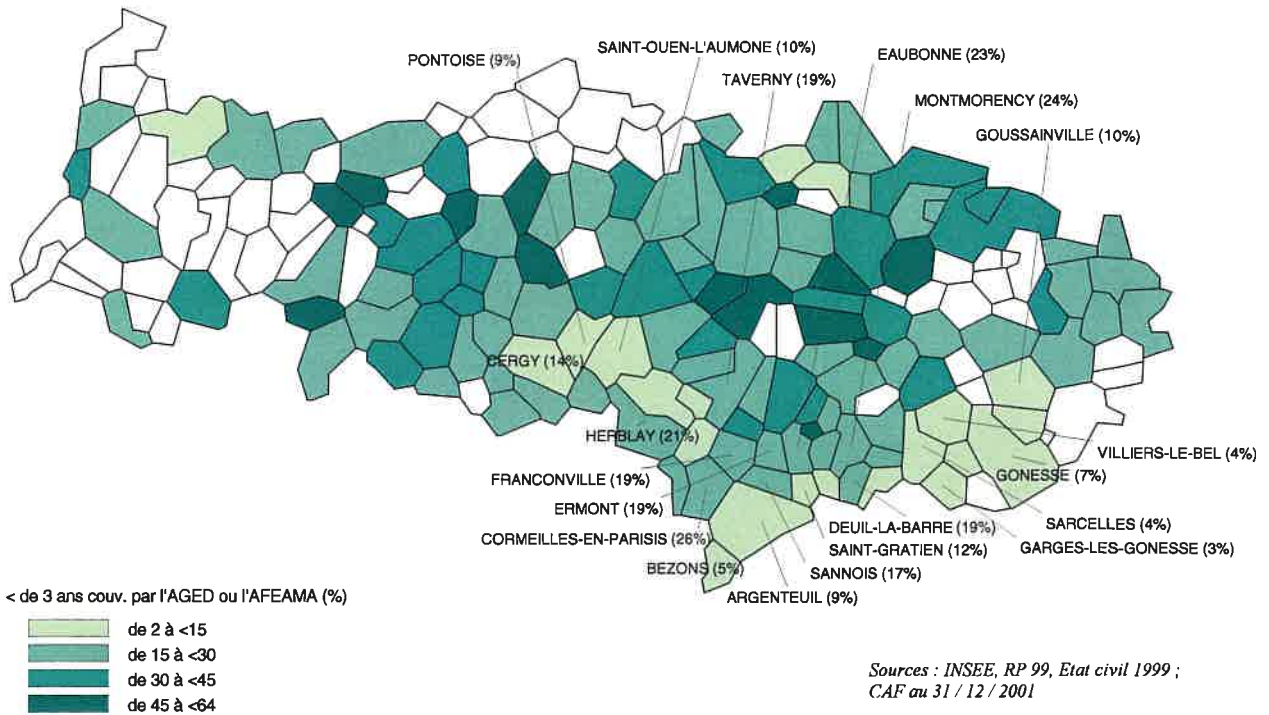 SAINT-OUEN-L'AUMONE (10%)
EAUBONNE (23%)
PONTOISE (9%)
TAVERNY (19%)
MONTMORENCY (24%)
GOUSSAINVILLE (10%)
CERGY (14%)
HERBLAY (21%)
VILLIERS-LE-BEL (4%)
FRANCONVILLE (19%)
GONESSE (7%)
ERMONT (19%)
DEUIL-LA-BARRE (19%)
SARCELLES (4%)
CORMEILLES-EN-PARISIS (26%)
SAINT-GRATIEN (12%)
GARGES-LES-GONESSE (3%)
BEZONS (5%)
SANNOIS (17%)
ARGENTEUIL (9%)
< de 3 ans couv. par l'AGED ou l'AFEAMA (%)
de 2 à <15
de 15 à <30
de 30 à <45
de 45 à <64
Sources : INSEE, RP 99, Etat civil 1999 ;
CAF au 31 / 12 / 2001